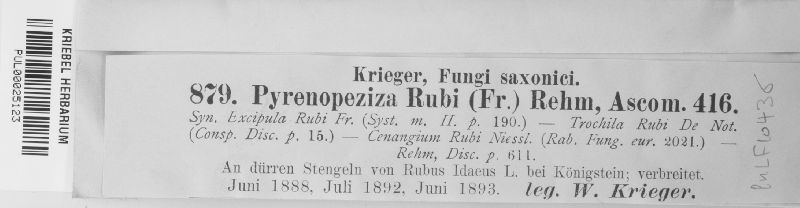 KRIEBEL HERBARIUM
PUL00025123
Krieger, Fungi saxonici.
879. Pyrenopeziza Rubi (Fr.) Rehm, Ascom. 416.
Syn. Excipula Rubi Fr. (Syst. m. II. p. 190.) — Trochila Rubi De Not.
(Consp. Disc. p. 15.) — Cenangium Rubi Niessl. (Rab. Fung. eur. 2021.) —
Rehm, Disc. p. 611.
An dürren Stengeln von Rubus Idaeus L. bei Königstein; verbreitet.
Juni 1888, Juli 1892, Juni 1893. leg. W. Krieger.
PULF10436